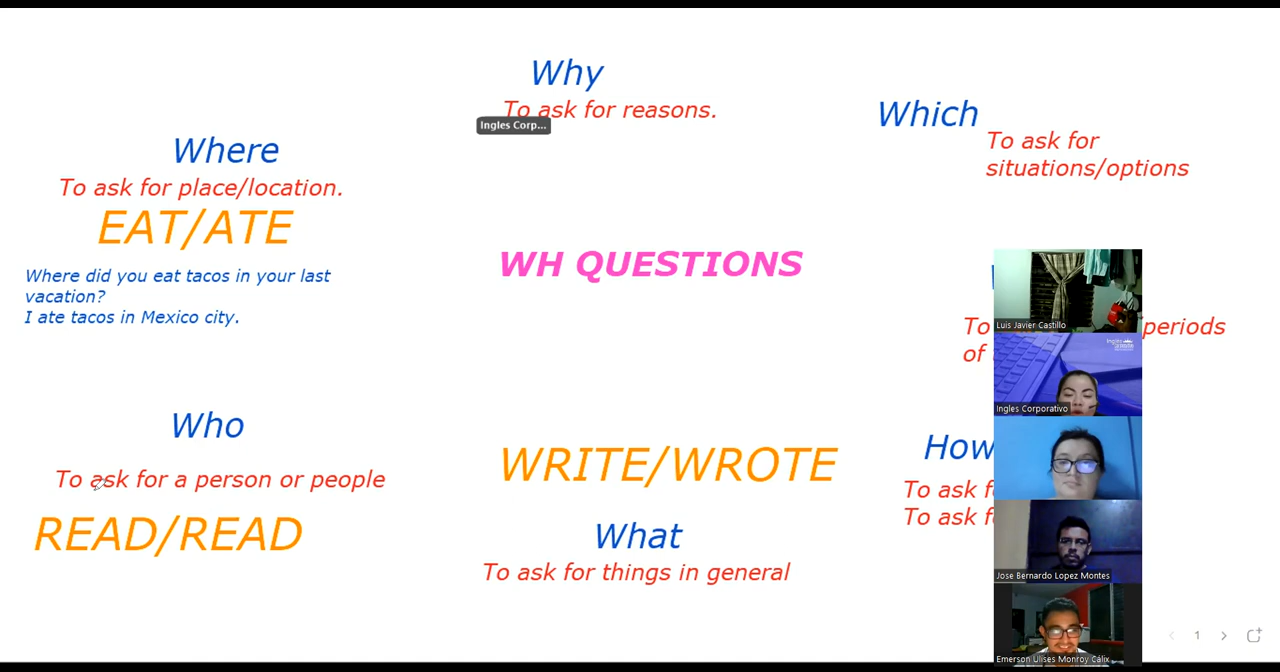 Why
To ask for reasons.
Ingles Corp...
Which
To ask for
situations/options
Where
To ask for place/location.
EAT/ATE
Where did you eat tacos in your last
vacation?
I ate tacos in Mexico city.
WH QUESTIONS
To
periods
of
Luis Javier Castillo
Ingles Corporativo
Who
To ask for a person or people
READ/READ
WRITE/WROTE
What
To ask for things in general
How
To ask f
To ask f
Jose Bernardo Lopez Montes
Emerson Ulises Monroy Cálix
1